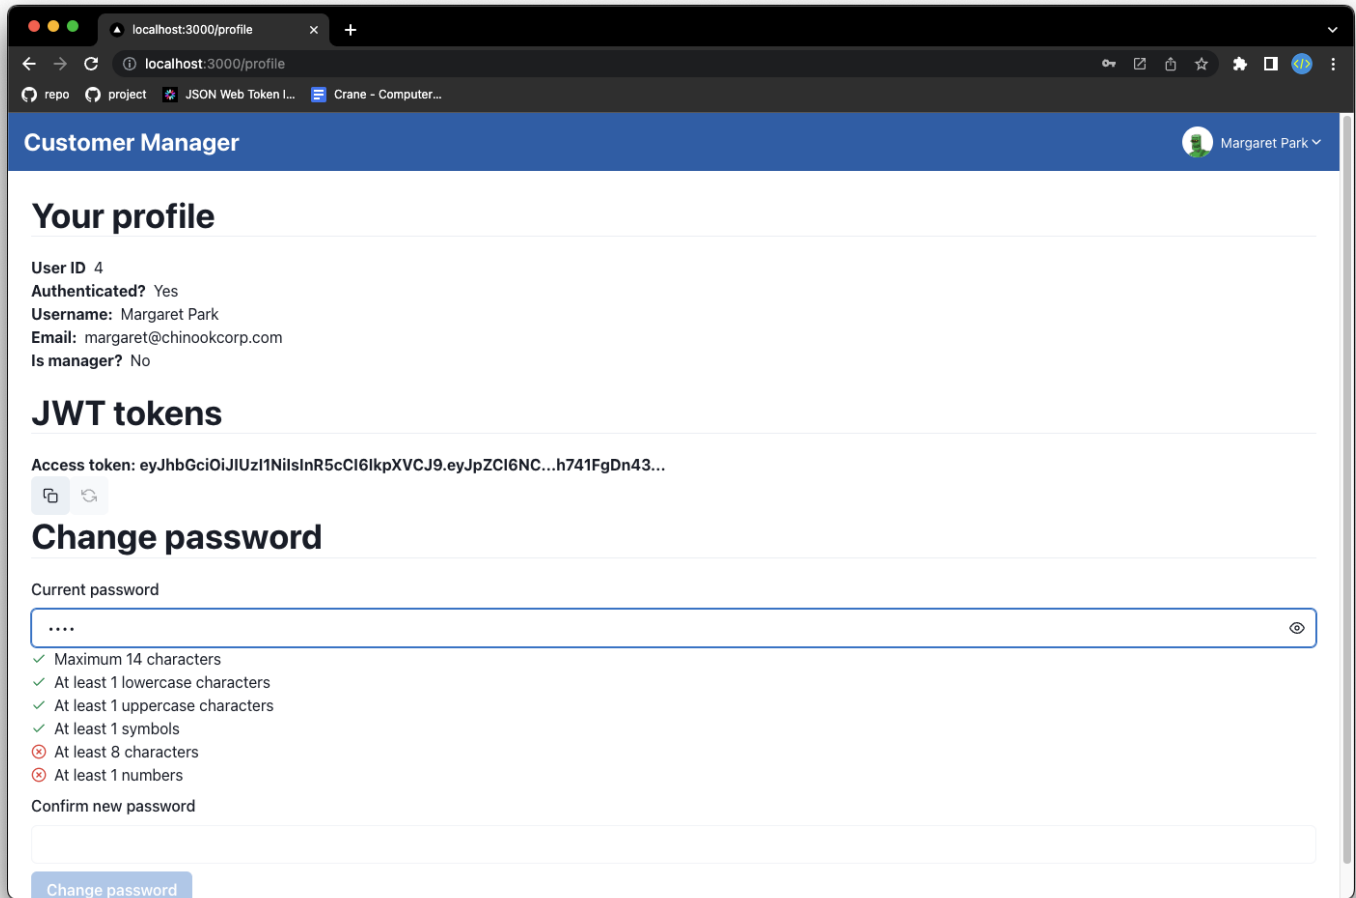 localhost:3000/profile
localhost:3000/profile
repo project JSON Web Token I... Crane - Computer...
Customer Manager Margaret Park
Your profile
User ID 4
Authenticated? Yes
Username: Margaret Park
Email: margaret@chinookcorp.com
Is manager? No
JWT tokens
Access token: eyJhbGciOiJIUzI1NiIsInR5cCI6IkpXVCJ9.eyJpZCI6NC...h741FgDn43...
Change password
Current password
••••
Maximum 14 characters
At least 1 lowercase characters
At least 1 uppercase characters
At least 1 symbols
At least 8 characters
At least 1 numbers
Confirm new password
Change password